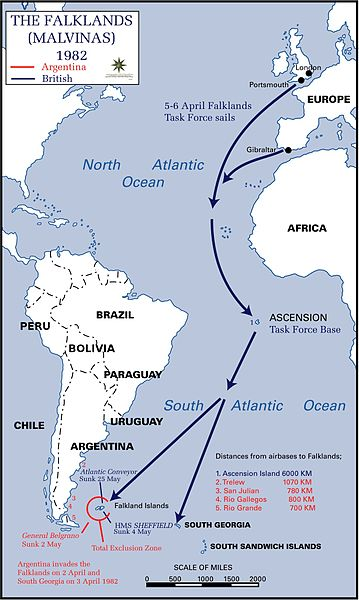 THE FALKLANDS
(MALVINAS)
1982
Argentina
British
London
Portsmouth
5-6 April Falklands
Task Force sails
EUROPE
Gibraltar
North Atlantic
Ocean
AFRICA
ASCENSION
Task Force Base
1
BRAZIL
PERU
BOLIVIA
PARAGUAY
South Atlantic Ocean
CHILE
URUGUAY
ARGENTINA
Distances from airbases to Falklands;
1. Ascension Island 6000 KM
2. Trelew 1070 KM
3. San Julian 780 KM
4. Rio Gallegos 800 KM
5. Rio Grande 700 KM
2
Atlantic Conveyor
Sunk 25 May
3
4
5
Falkland Islands
HMS SHEFFIELD
Sunk 4 May
SOUTH GEORGIA
General Belgrano
Sunk 2 May
Total Exclusion Zone
SOUTH SANDWICH ISLANDS
Argentina invades the
Falklands on 2 April and
South Georgia on 3 April 1982
SCALE OF MILES
0 500 1000 1500 2000